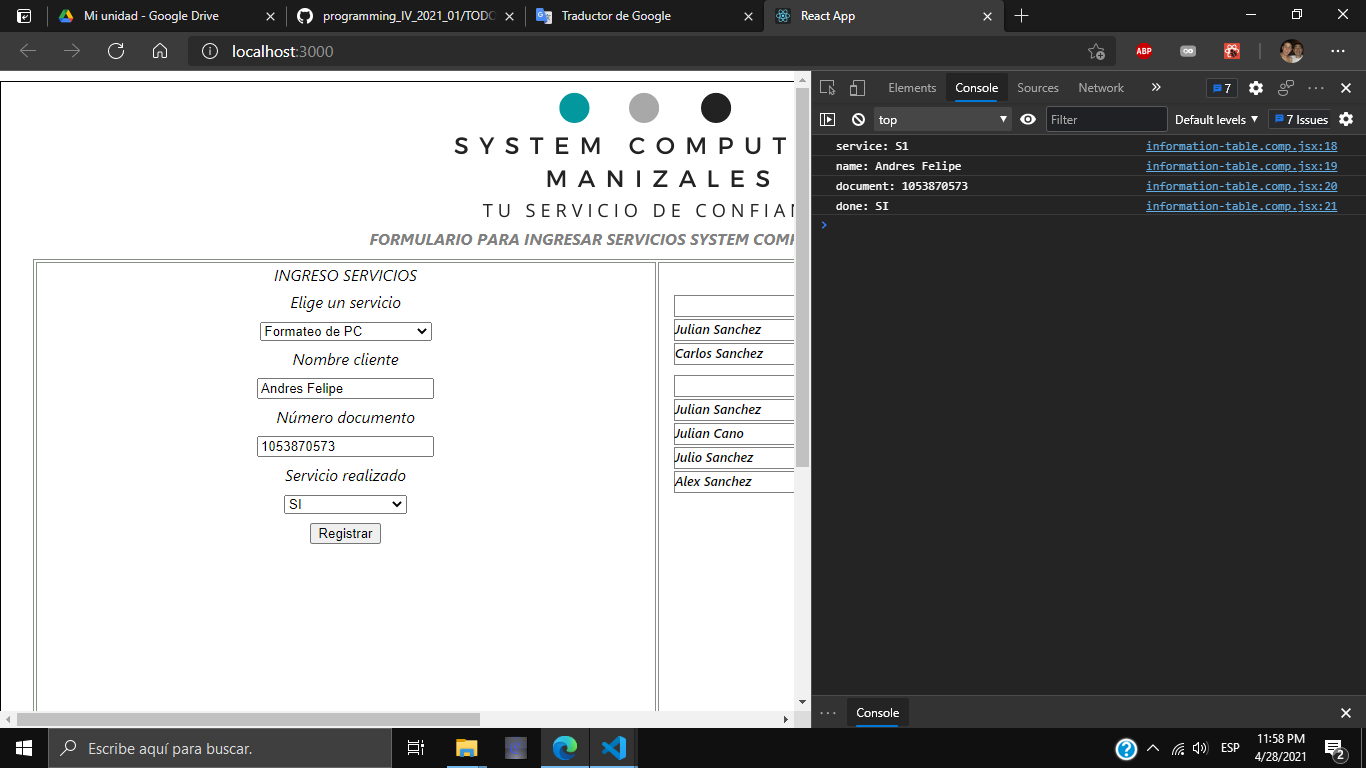 Mi unidad - Google Drive
programming_IV_2021_01/TODO
Traductor de Google
React App
localhost:3000
ABP
SYSTEM COMPUT
MANIZALES
TU SERVICIO DE CONFIAN
FORMULARIO PARA INGRESAR SERVICIOS SYSTEM COMP
INGRESO SERVICIOS
Elige un servicio
Formateo de PC
Nombre cliente
Andres Felipe
Número documento
1053870573
Servicio realizado
SI
Registrar
Julian Sanchez
Carlos Sanchez
Julian Sanchez
Julian Cano
Julio Sanchez
Alex Sanchez
Elements Console Sources Network » 7
top Filter Default levels 7 Issues
service: S1 information-table.comp.jsx:18
name: Andres Felipe information-table.comp.jsx:19
document: 1053870573 information-table.comp.jsx:20
done: SI information-table.comp.jsx:21
Console
Escribe aquí para buscar.
ESP
11:58 PM
4/28/2021
2